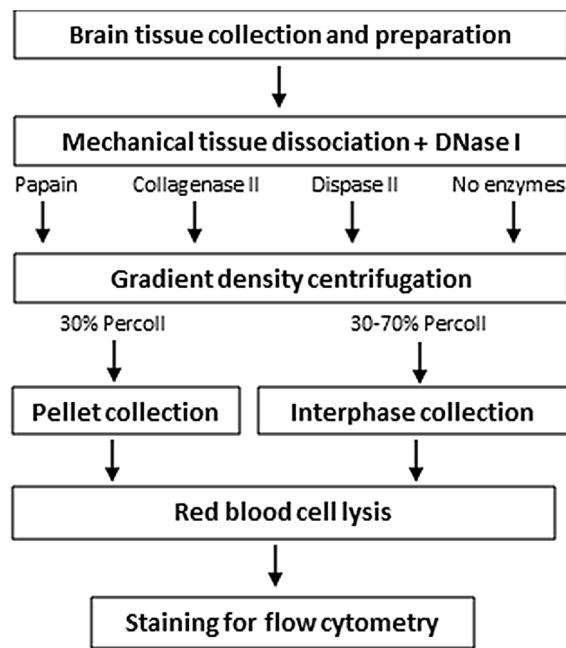 Brain tissue collection and preparation
Mechanical tissue dissociation + DNase I
Papain Collagenase II Dispase II No enzymes
Gradient density centrifugation
30% Percoll 30-70% Percoll
Pellet collection Interphase collection
Red blood cell lysis
Staining for flow cytometry